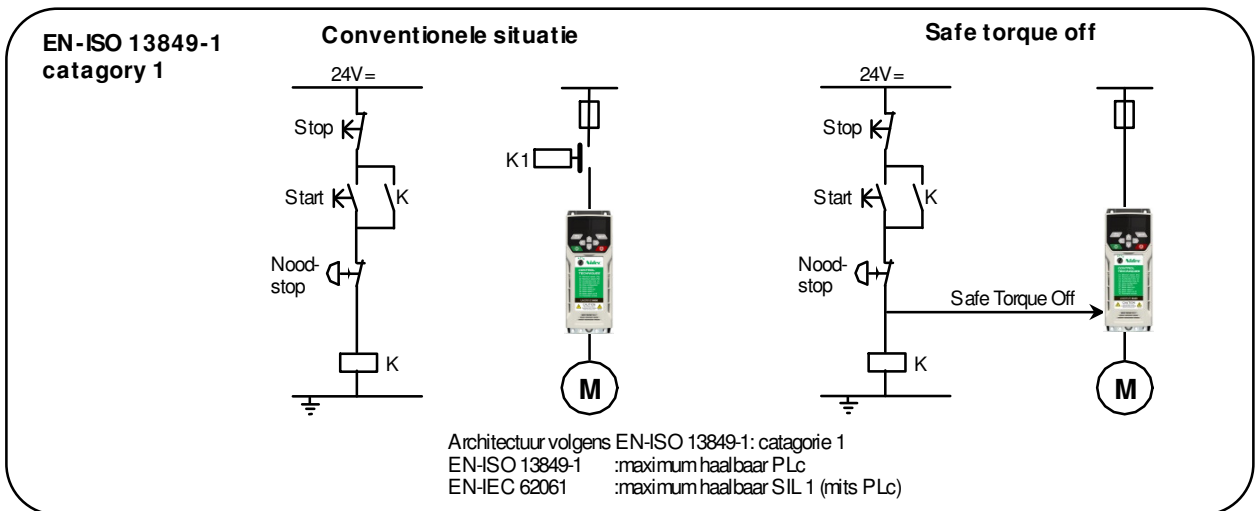 EN-ISO 13849-1
catagory 1
Conventionele situatie
24V=
Stop
Start
K
Nood-
stop
K
K1
Nidec
M
Safe torque off
24V=
Stop
Start
K
Nood-
stop
Safe Torque Off
K
Nidec
M
Architectuur volgens EN-ISO 13849-1: catagorie 1
EN-ISO 13849-1 :maximum haalbaar PLc
EN-IEC 62061 :maximum haalbaar SIL 1 (mits PLc)